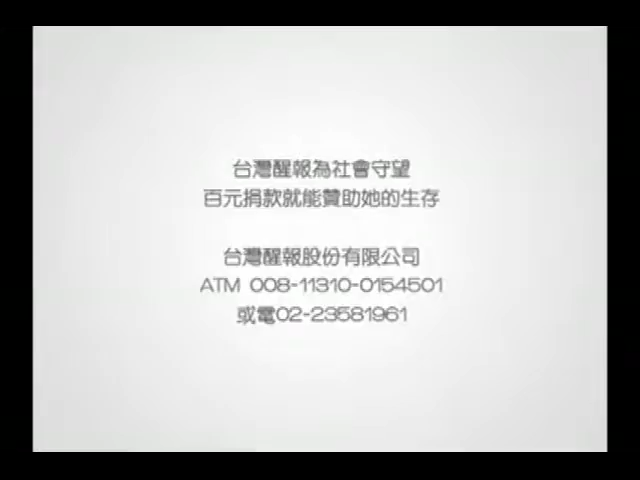 台灣醒報為社會守望
百元捐款就能贊助她的生存
台灣醒報股份有限公司
ATM 008-11310-0154501
或電02-23581961